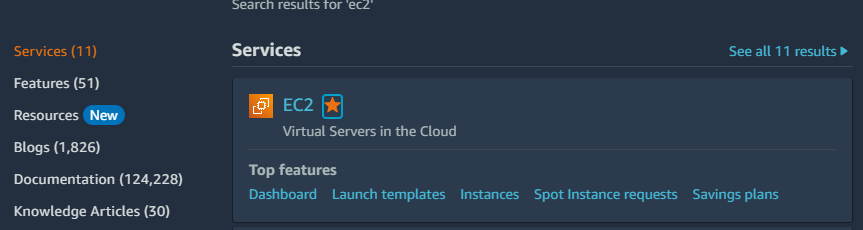 Search results for 'ec2'
Services (11)
Features (51)
Resources New
Blogs (1,826)
Documentation (124,228)
Knowledge Articles (30)
Services
See all 11 results
EC2
Virtual Servers in the Cloud
Top features
Dashboard Launch templates Instances Spot Instance requests Savings plans